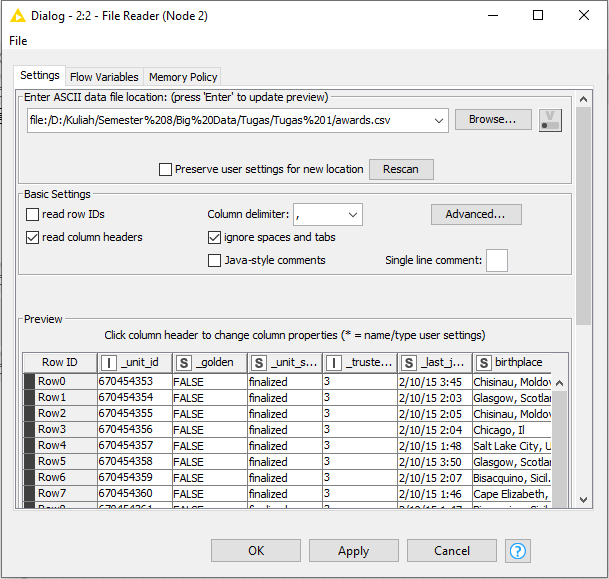 Dialog - 2:2 - File Reader (Node 2)
File
Settings Flow Variables Memory Policy
Enter ASCII data file location: (press 'Enter' to update preview)
file:/D:/Kuliah/Semester%208/Big%20Data/Tugas/Tugas%201/awards.csv Browse... V
Preserve user settings for new location Rescan
Basic Settings
read row IDs Column delimiter: , Advanced...
read column headers ignore spaces and tabs
Java-style comments Single line comment:
Preview
Click column header to change column properties (* = name/type user settings)
Row ID I _unit_id S _golden S _unit_s... I _truste... S _last_j... S birthplace
Row0 670454353 FALSE finalized 3 2/10/15 3:45 Chisinau, Moldov
Row1 670454354 FALSE finalized 3 2/10/15 2:03 Glasgow, Scotla
Row2 670454355 FALSE finalized 3 2/10/15 2:05 Chisinau, Moldov
Row3 670454356 FALSE finalized 3 2/10/15 2:04 Chicago, Il
Row4 670454357 FALSE finalized 3 2/10/15 1:48 Salt Lake City, U
Row5 670454358 FALSE finalized 3 2/10/15 3:50 Glasgow, Scotla
Row6 670454359 FALSE finalized 3 2/10/15 2:07 Bisacquino, Sicil
Row7 670454360 FALSE finalized 3 2/10/15 1:46 Cape Elizabeth,
OK Apply Cancel ?